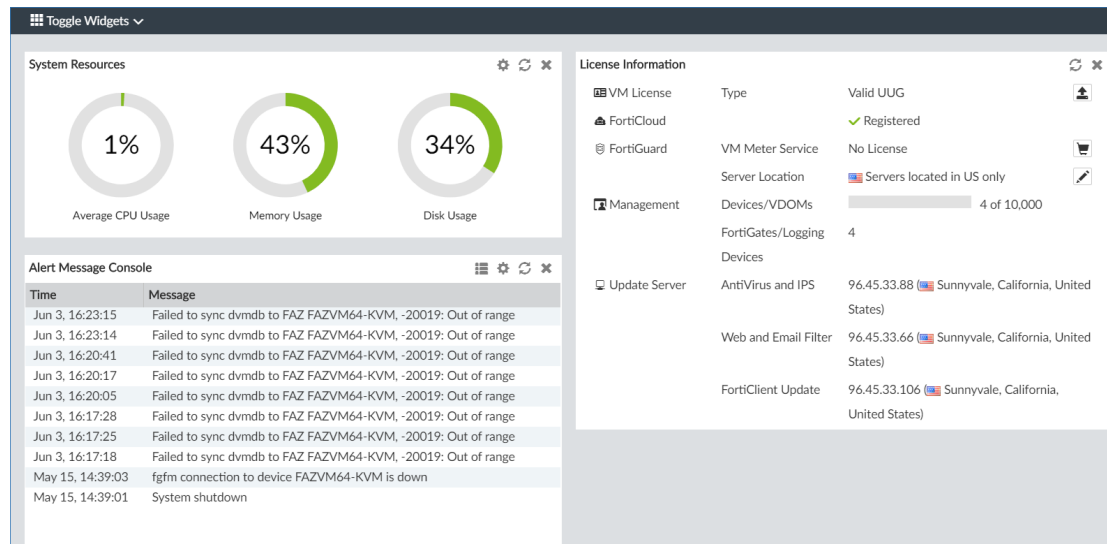 Toggle Widgets
System Resources
1%
43%
34%
Average CPU Usage
Memory Usage
Disk Usage
Alert Message Console
Time Message
Jun 3, 16:23:15 Failed to sync dvmdb to FAZ FAZVM64-KVM, -20019: Out of range
Jun 3, 16:23:14 Failed to sync dvmdb to FAZ FAZVM64-KVM, -20019: Out of range
Jun 3, 16:20:41 Failed to sync dvmdb to FAZ FAZVM64-KVM, -20019: Out of range
Jun 3, 16:20:17 Failed to sync dvmdb to FAZ FAZVM64-KVM, -20019: Out of range
Jun 3, 16:20:05 Failed to sync dvmdb to FAZ FAZVM64-KVM, -20019: Out of range
Jun 3, 16:17:28 Failed to sync dvmdb to FAZ FAZVM64-KVM, -20019: Out of range
Jun 3, 16:17:25 Failed to sync dvmdb to FAZ FAZVM64-KVM, -20019: Out of range
Jun 3, 16:17:18 Failed to sync dvmdb to FAZ FAZVM64-KVM, -20019: Out of range
May 15, 14:39:03 fgfm connection to device FAZVM64-KVM is down
May 15, 14:39:01 System shutdown
License Information
VM License Type Valid UUG
FortiCloud Registered
FortiGuard VM Meter Service No License
Server Location Servers located in US only
Management Devices/VDOMs 4 of 10,000
FortiGates/Logging 4
Devices
Update Server AntiVirus and IPS 96.45.33.88 ( Sunnyvale, California, United
States)
Web and Email Filter 96.45.33.66 ( Sunnyvale, California, United
States)
FortiClient Update 96.45.33.106 ( Sunnyvale, California,
United States)